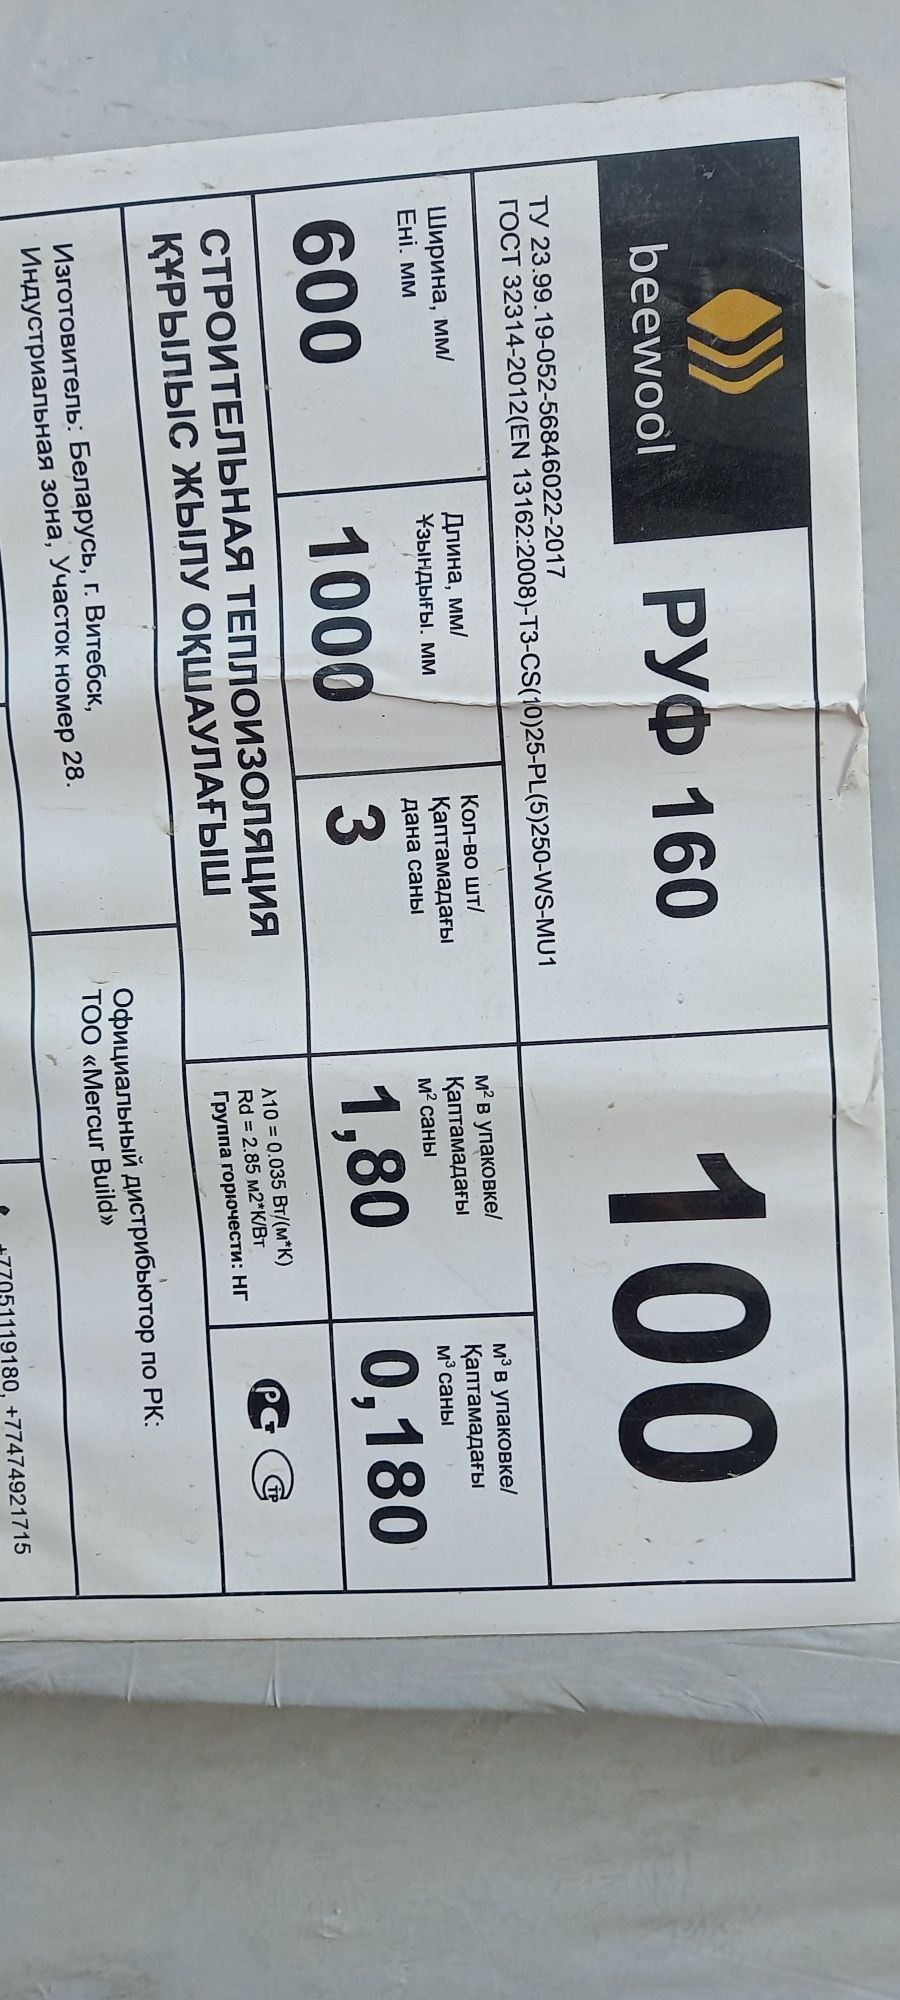 beewool
РУФ 160
100
ТУ 23.99.19-052-56846022-2017
ГОСТ 32314-2012(EN 13162:2008)-T3-CS(10)25-PL(5)250-WS-MU1
Ширина, мм/
Ені. мм
600
Длина, мм/
Ұзындығы. мм
1000
Кол-во шт/
Қаптамадағы
дана саны
3
м² в упаковке/
Қаптамадағы
м² саны
1,80
м³ в упаковке/
Қаптамадағы
м³ саны
0,180
СТРОИТЕЛЬНАЯ ТЕПЛОИЗОЛЯЦИЯ
ҚҰРЫЛЫС ЖЫЛУ ОҚШАУЛАҒЫШ
λ10 = 0.035 Вт/(м*К)
Rd = 2.85 м2*К/Вт
Группа горючести: НГ
РСТ
СТР
Изготовитель: Беларусь, г. Витебск,
Индустриальная зона, Участок номер 28.
Официальный дистрибьютор по РК:
ТОО «Mercur Build»
+77051119180, +77474921715